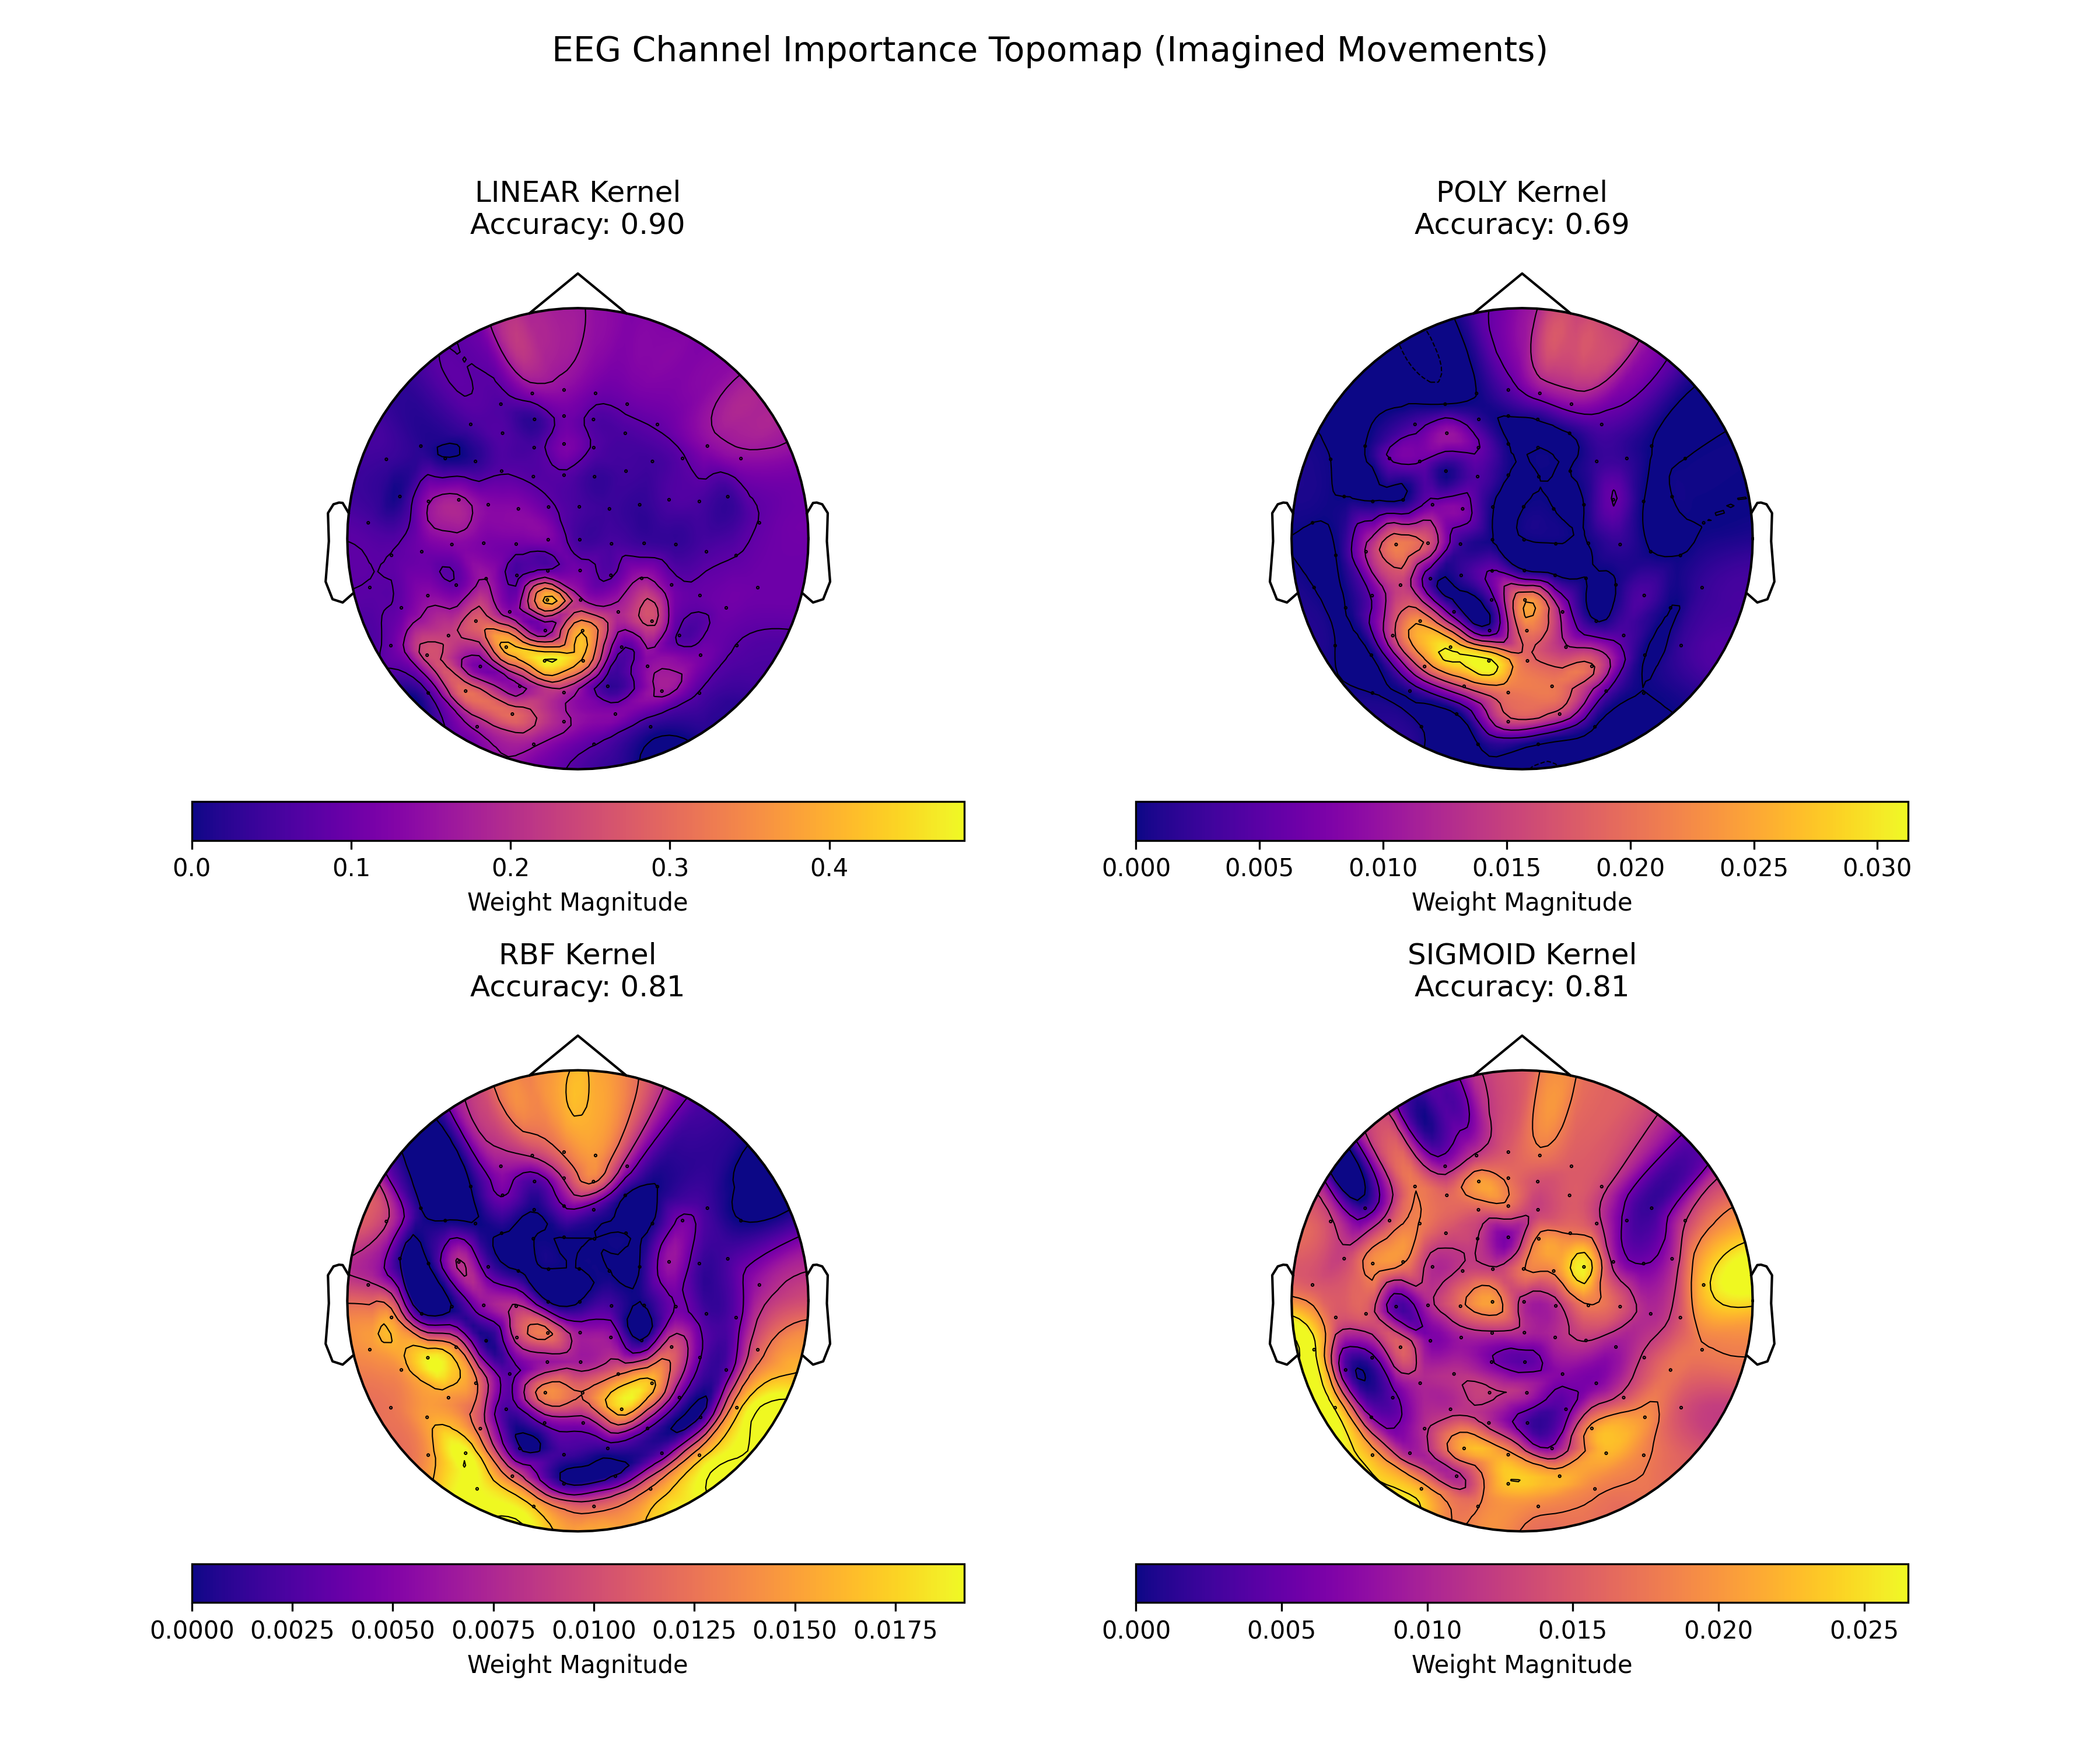 EEG Channel Importance Topomap (Imagined Movements)
LINEAR Kernel
Accuracy: 0.90
POLY Kernel
Accuracy: 0.69
0.0 0.1 0.2 0.3 0.4
Weight Magnitude
0.000 0.005 0.010 0.015 0.020 0.025 0.030
Weight Magnitude
RBF Kernel
Accuracy: 0.81
SIGMOID Kernel
Accuracy: 0.81
0.0000 0.0025 0.0050 0.0075 0.0100 0.0125 0.0150 0.0175
Weight Magnitude
0.000 0.005 0.010 0.015 0.020 0.025
Weight Magnitude